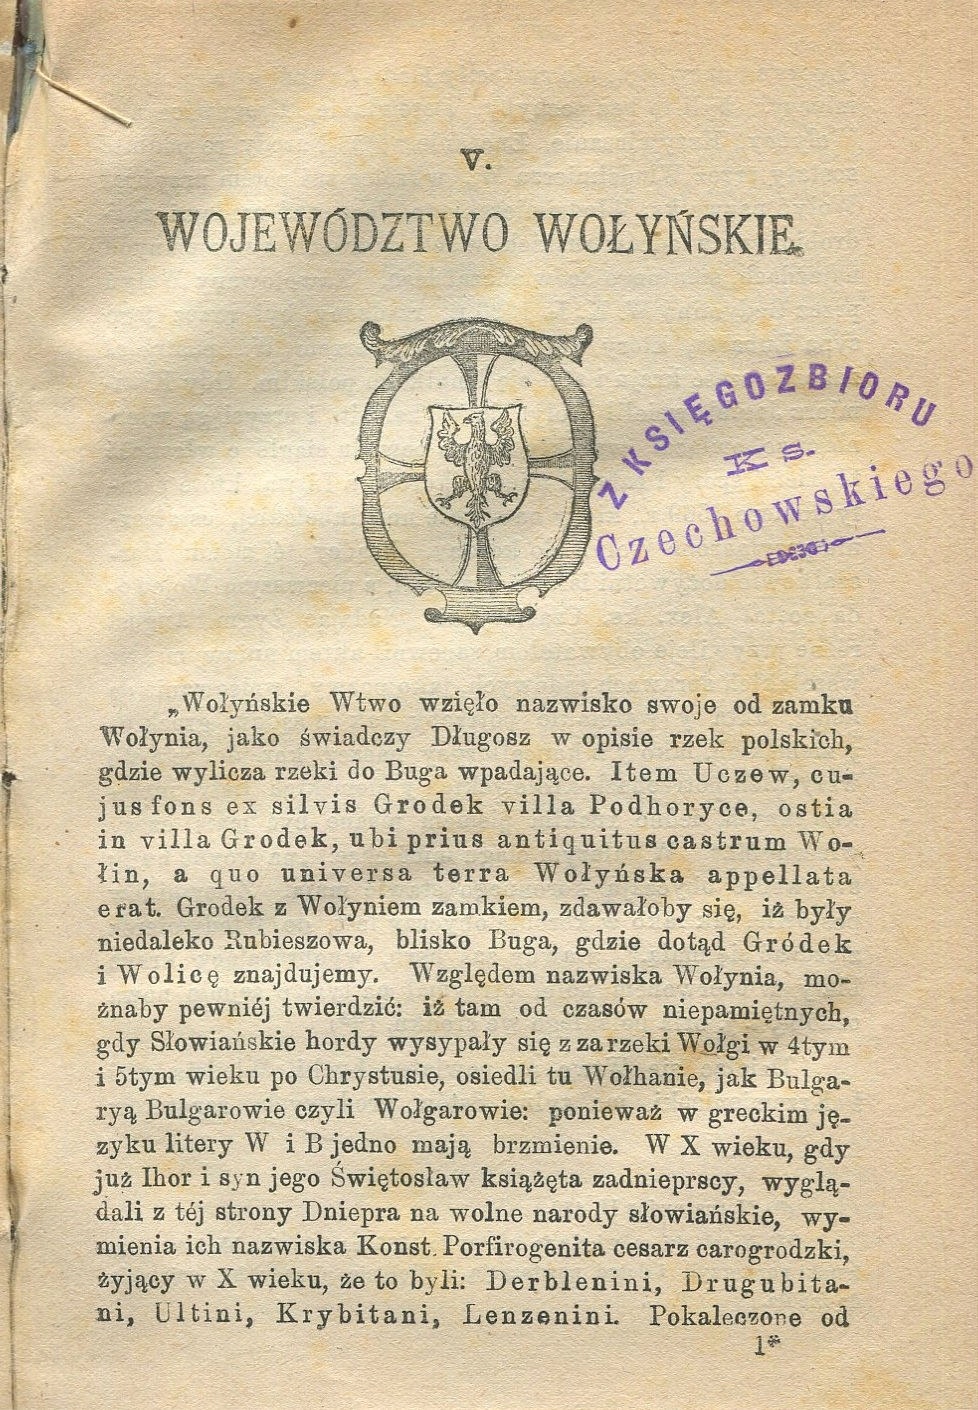 V.
WOJEWÓDZTWO WOŁYŃSKIE.
Z KSIĘGOZBIORU
Ks.
Czechowskiego
„Wołyńskie Wtwo wzięło nazwisko swoje od zamku
Wołynia, jako świadczy Długosz w opisie rzek polskich,
gdzie wylicza rzeki do Buga wpadające. Item Uczew, cu-
jus fons ex silvis Grodek villa Podhoryce, ostia
in villa Grodek, ubi prius antiquitus castrum Wo-
łin, a quo universa terra Wołyńska appellata
erat. Grodek z Wołyniem zamkiem, zdawałoby się, iż były
niedaleko Rubieszowa, blisko Buga, gdzie dotąd Gródek
i Wolicę znajdujemy. Względem nazwiska Wołynia, mo-
żnaby pewniéj twierdzić: iż tam od czasów niepamiętnych,
gdy Słowiańskie hordy wysypały się z za rzeki Wołgi w 4tym
i 5tym wieku po Chrystusie, osiedli tu Wołhanie, jak Bulga-
ryą Bulgarowie czyli Wołgarowie: ponieważ w greckim ję-
zyku litery W i B jedno mają brzmienie. W X wieku, gdy
już Ihor i syn jego Świętosław książęta zadnieprscy, wyglą-
dali z téj strony Dniepra na wolne narody słowiańskie, wy-
mienia ich nazwiska Konst. Porfirogenita cesarz carogrodzki,
żyjący w X wieku, że to byli: Derblenini, Drugubita-
ni, Ultini, Krybitani, Lenzenini. Pokaleczone od
1*